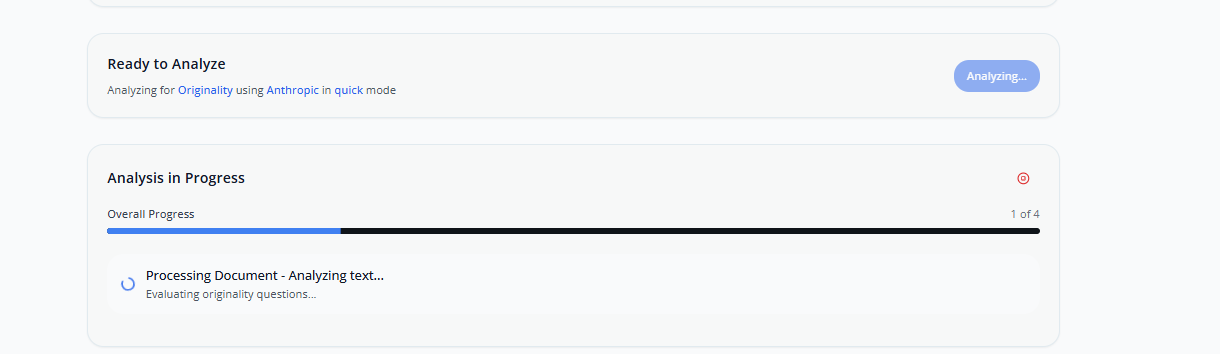 Ready to Analyze
Analyzing for Originality using Anthropic in quick mode
Analyzing...
Analysis in Progress
Overall Progress
1 of 4
Processing Document - Analyzing text...
Evaluating originality questions...